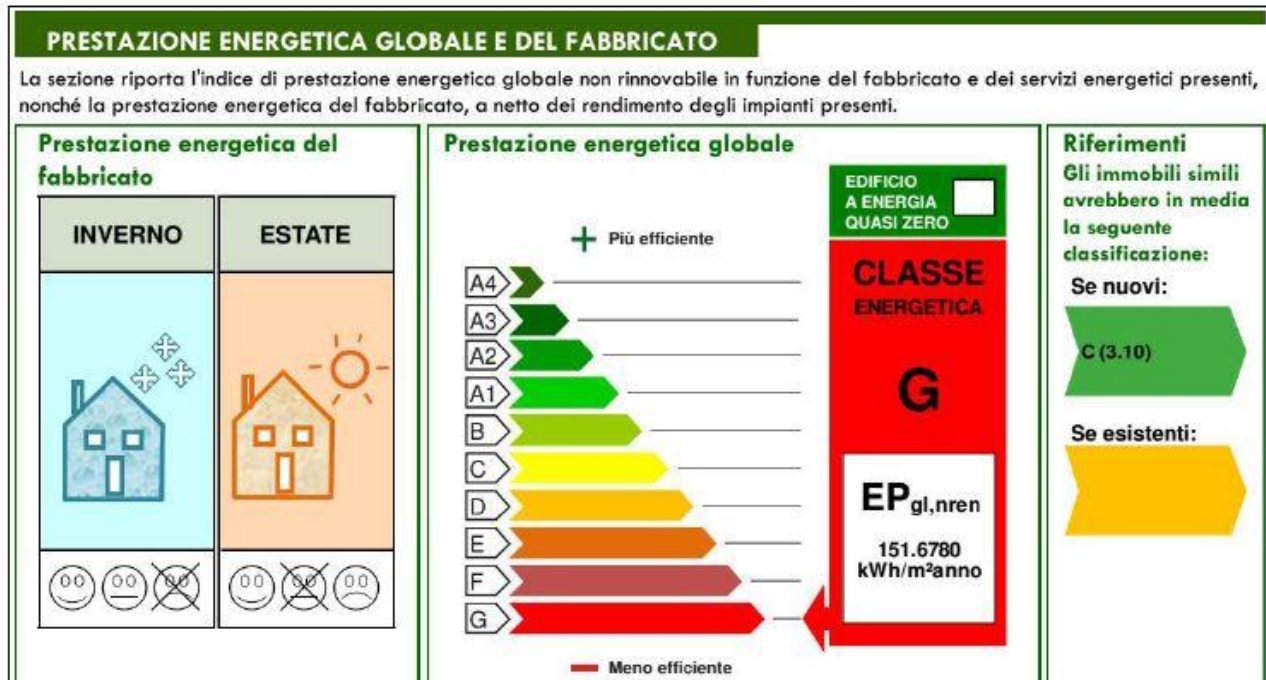 PRESTAZIONE ENERGETICA GLOBALE E DEL FABBRICATO
La sezione riporta l'indice di prestazione energetica globale non rinnovabile in funzione del fabbricato e dei servizi energetici presenti,
nonché la prestazione energetica del fabbricato, a netto dei rendimento degli impianti presenti.
Prestazione energetica del
fabbricato
INVERNO
ESTATE
Prestazione energetica globale
+ Più efficiente
A4
A3
A2
A1
B
C
D
E
F
G
Meno efficiente
EDIFICIO
A ENERGIA
QUASI ZERO
CLASSE
ENERGETICA
G
EPgl,nren
151.6780
kWh/m²anno
Riferimenti
Gli immobili simili
avrebbero in media
la seguente
classificazione:
Se nuovi:
C (3.10)
Se esistenti: